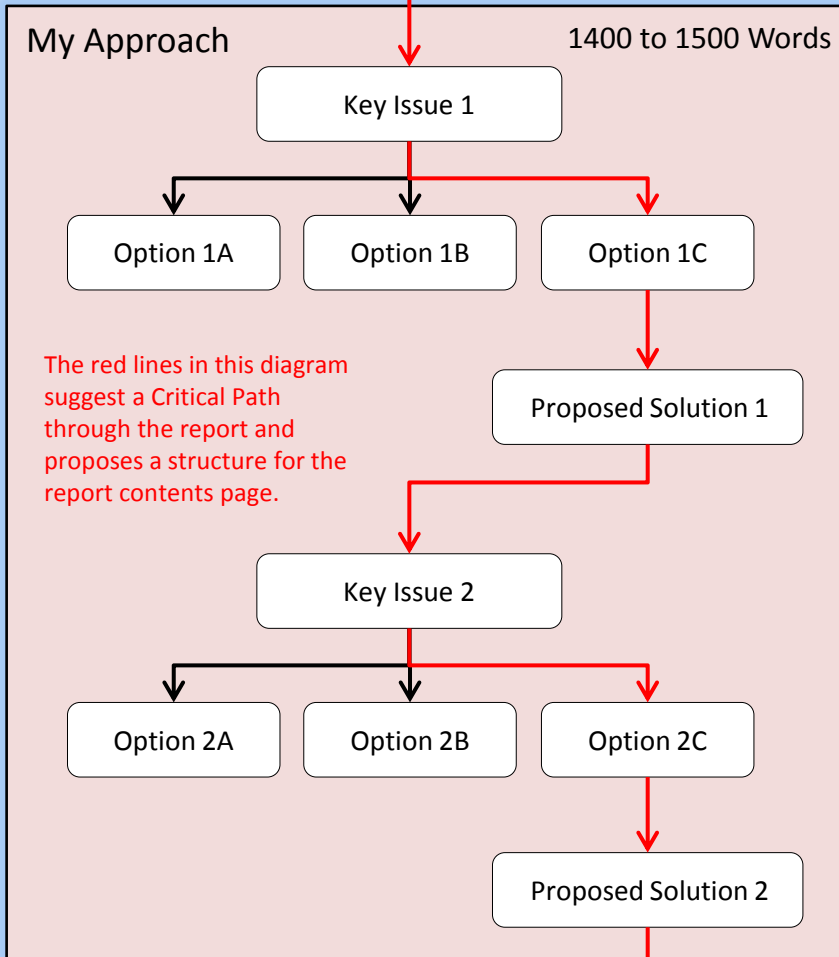 My Approach
1400 to 1500 Words
Key Issue 1
Option 1A
Option 1B
Option 1C
The red lines in this diagram
suggest a Critical Path
through the report and
proposes a structure for the
report contents page.
Proposed Solution 1
Key Issue 2
Option 2A
Option 2B
Option 2C
Proposed Solution 2